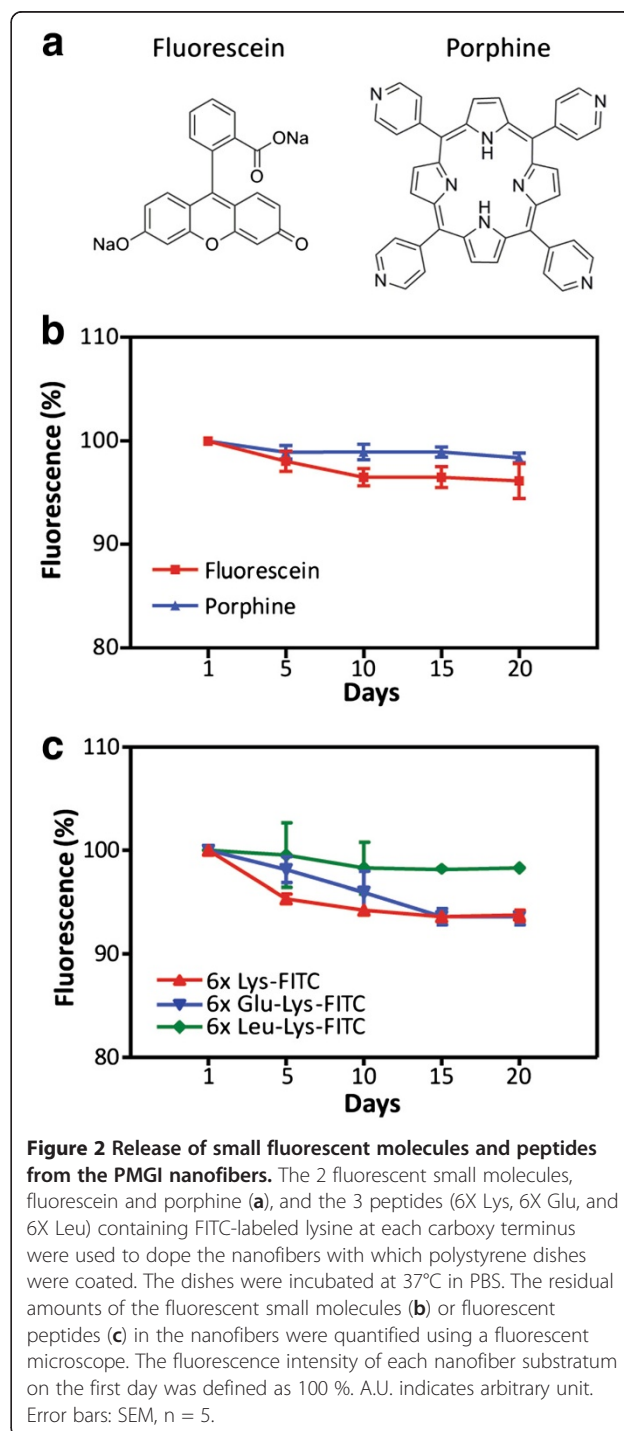 a
Fluorescein Porphine
N N
ONa
O
NaO O O
N
H
N N
H
N
N N
b
110
100
90
80
Fluorescence (%)
Fluorescein
Porphine
1 5 10 15 20
Days
c
110
100
90
80
Fluorescence (%)
6x Lys-FITC
6x Glu-Lys-FITC
6x Leu-Lys-FITC
1 5 10 15 20
Days
Figure 2 Release of small fluorescent molecules and peptides
from the PMGI nanofibers. The 2 fluorescent small molecules,
fluorescein and porphine (a), and the 3 peptides (6X Lys, 6X Glu, and
6X Leu) containing FITC-labeled lysine at each carboxy terminus
were used to dope the nanofibers with which polystyrene dishes
were coated. The dishes were incubated at 37°C in PBS. The residual
amounts of the fluorescent small molecules (b) or fluorescent
peptides (c) in the nanofibers were quantified using a fluorescent
microscope. The fluorescence intensity of each nanofiber substratum
on the first day was defined as 100 %. A.U. indicates arbitrary unit.
Error bars: SEM, n = 5.